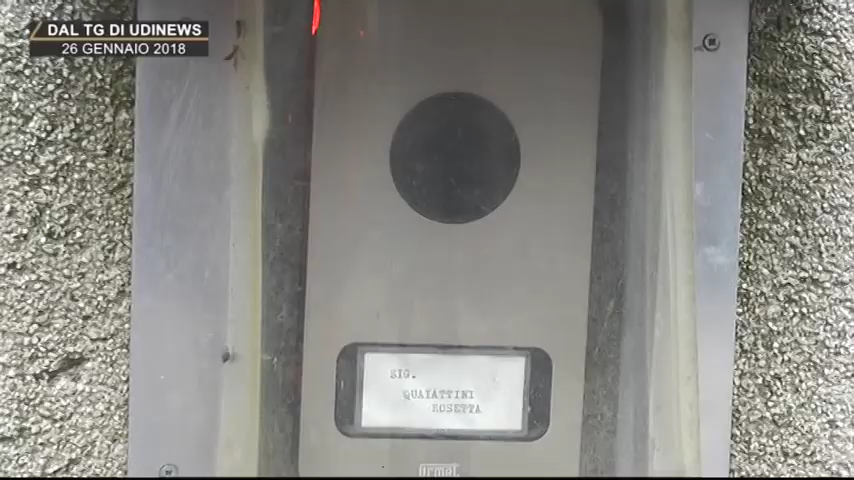 DAL TG DI UDINEWS
26 GENNAIO 2018
SIG.
QUAIATTINI
ROSETTA
urmet